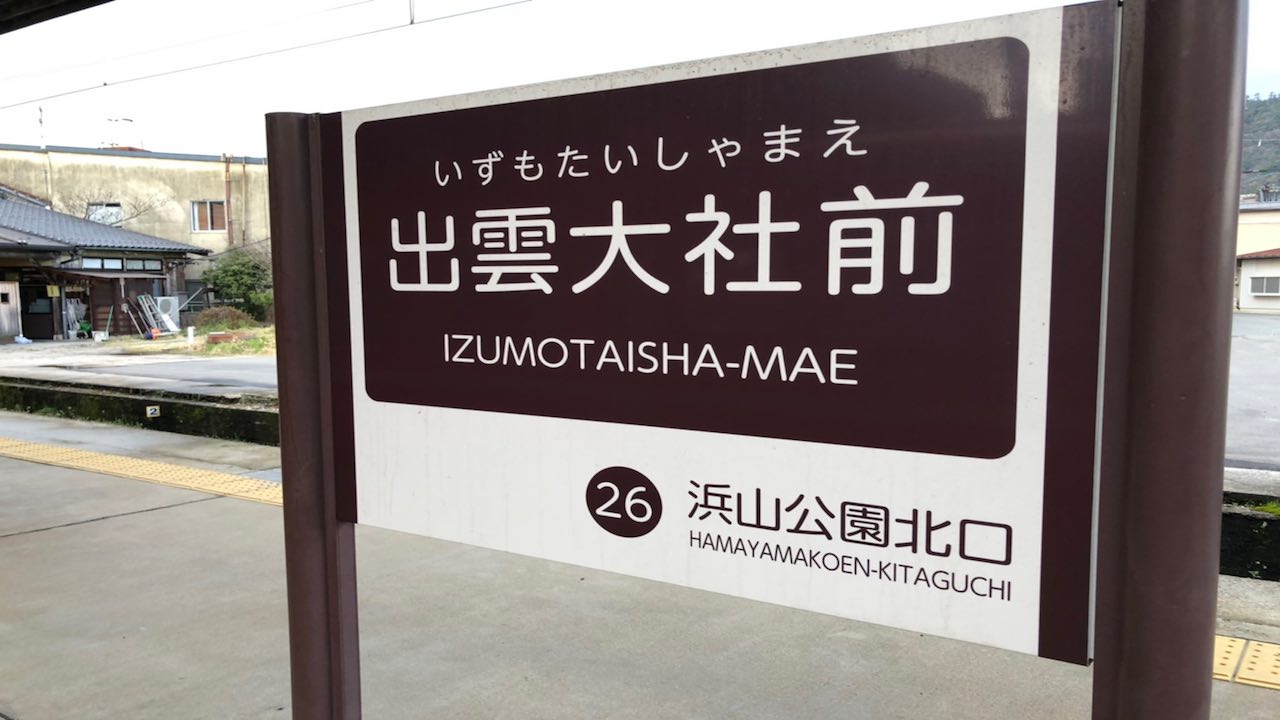 いずもたいしゃまえ
出雲大社前
IZUMOTAISHA-MAE
26 浜山公園北口
HAMAYAMAKOEN-KITAGUCHI
2